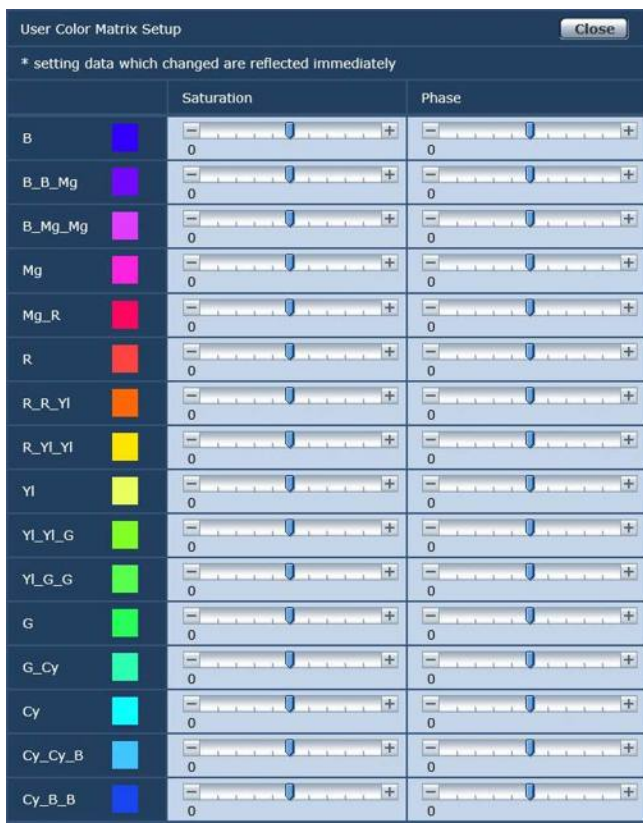 User Color Matrix Setup Close
* setting data which changed are reflected immediately
Saturation Phase
B − + − +
0 0
B_B_Mg − + − +
0 0
B_Mg_Mg − + − +
0 0
Mg − + − +
0 0
Mg_R − + − +
0 0
R − + − +
0 0
R_R_Yl − + − +
0 0
R_Yl_Yl − + − +
0 0
Yl − + − +
0 0
Yl_Yl_G − + − +
0 0
Yl_G_G − + − +
0 0
G − + − +
0 0
G_Cy − + − +
0 0
Cy − + − +
0 0
Cy_Cy_B − + − +
0 0
Cy_B_B − + − +
0 0